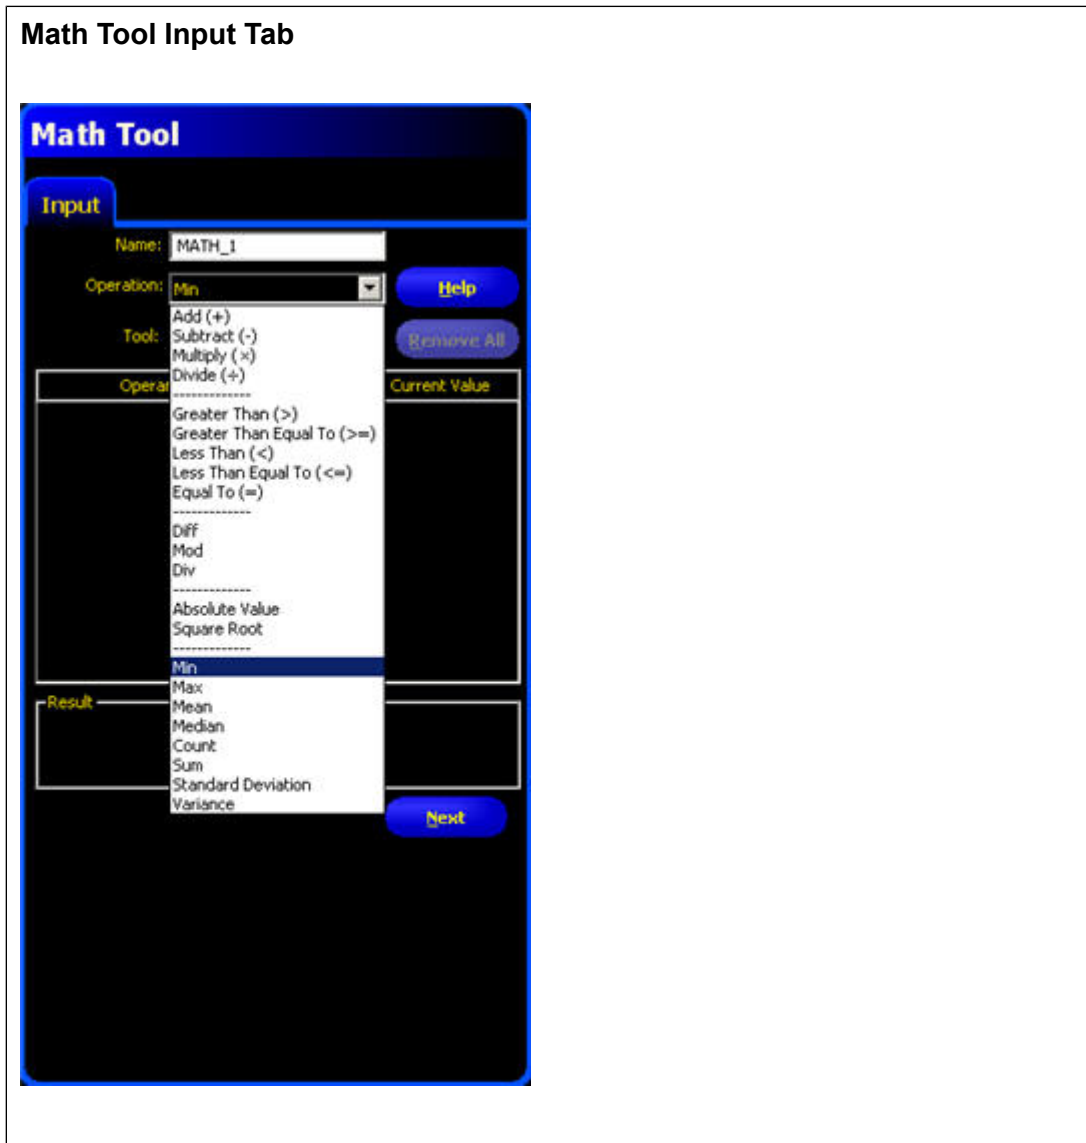 Math Tool Input Tab
Math Tool
Input
Name: MATH_1
Operation: Min
Help
Add (+)
Tool:
Subtract (-)
Remove All
Multiply (×)
Divide (÷)
Current Value
-------------
Greater Than (>)
Greater Than Equal To (>=)
Less Than (<)
Less Than Equal To (<=)
Equal To (=)
-------------
Diff
Mod
Div
-------------
Absolute Value
Square Root
-------------
Min
Max
Result
Mean
Median
Count
Sum
Standard Deviation
Variance
Next